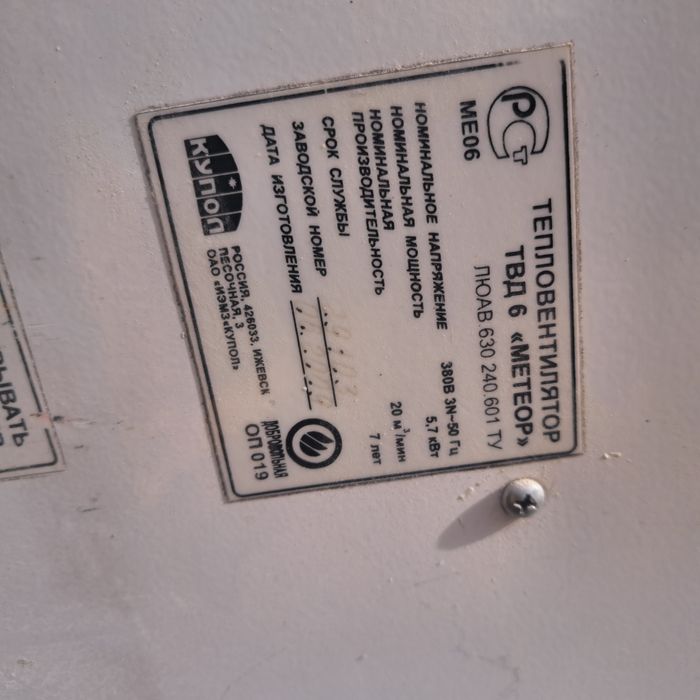 РСТ
МЕ06
ТЕПЛОВЕНТИЛЯТОР
ТВД 6 «МЕТЕОР»
ЛЮАВ.630 240.601 ТУ
НОМИНАЛЬНОЕ НАПРЯЖЕНИЕ 380В 3N~50 Гц
НОМИНАЛЬНАЯ МОЩНОСТЬ 5,7 кВт
НОМИНАЛЬНАЯ
ПРОИЗВОДИТЕЛЬНОСТЬ 20 м³/мин
СРОК СЛУЖБЫ 7 лет
ЗАВОДСКОЙ НОМЕР
ДАТА ИЗГОТОВЛЕНИЯ
КУПОЛ
РОССИЯ, 426033, ИЖЕВСК
ПЕСОЧНАЯ, 3
ОАО «ИЭМЗ«КУПОЛ»
ДОБРОВОЛЬНАЯ
ОП 019